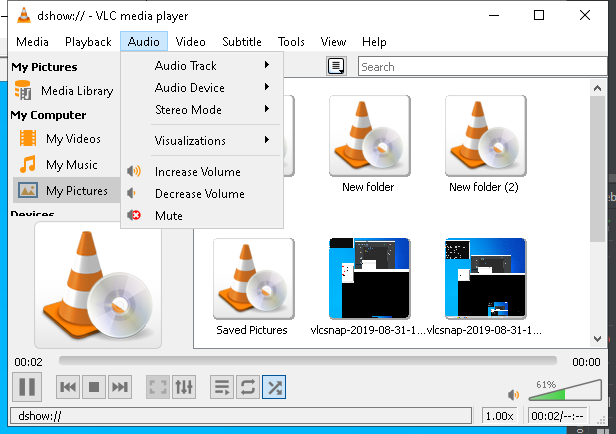 dshow:// - VLC media player
Media Playback Audio Video Subtitle Tools View Help
My Pictures
Media Library
My Computer
My Videos
My Music
My Pictures
Devices
Audio Track
Audio Device
Stereo Mode
Visualizations
Increase Volume
Decrease Volume
Mute
Search
New folder
New folder (2)
Saved Pictures
vlcsnap-2019-08-31-1...
vlcsnap-2019-08-31-1...
00:02
00:00
61%
dshow://
1.00x
00:02/--:--